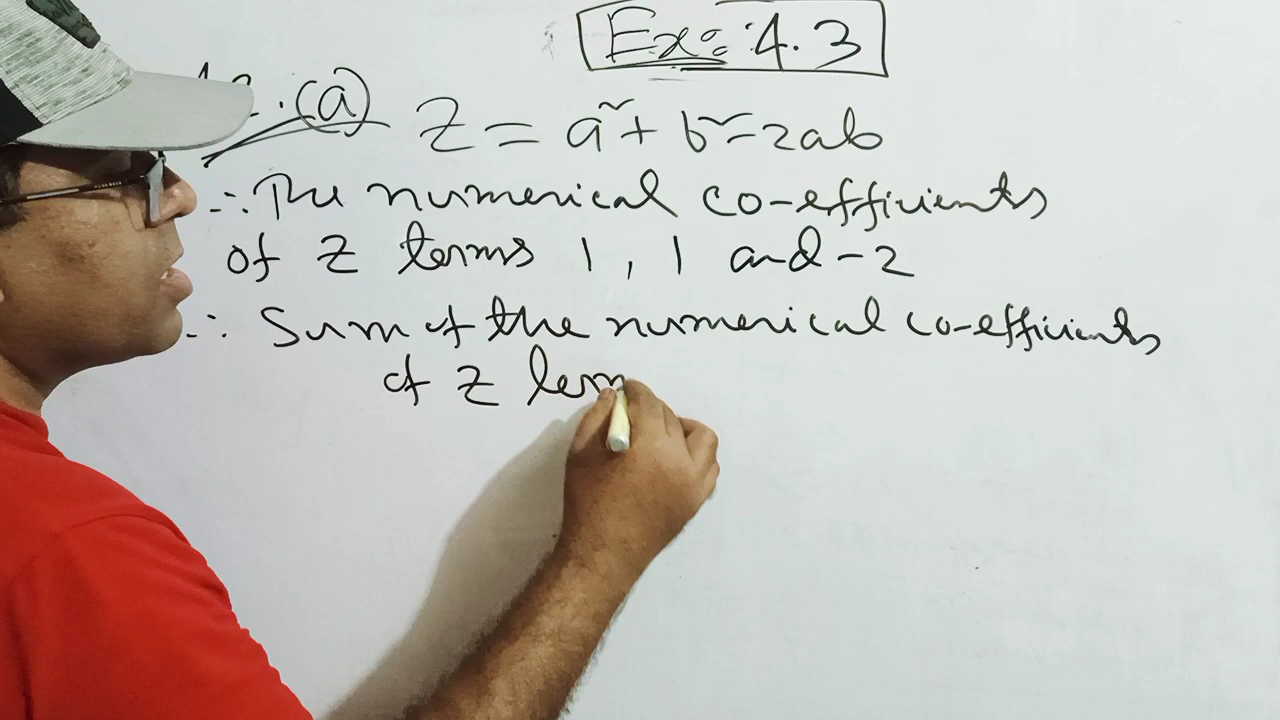 Ex: 4.3
(a) Z = a² + b² - 2ab
∴ The numerical co-efficients
of Z terms 1, 1 and -2
∴ Sum of the numerical co-efficients
of Z